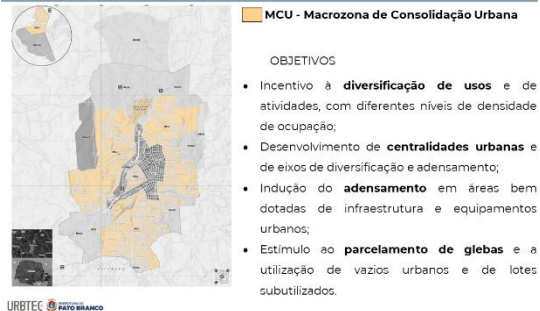 MCU - Macrozona de Consolidação Urbana
OBJETIVOS
• Incentivo à diversificação de usos e de
atividades, com diferentes níveis de densidade
de ocupação;
• Desenvolvimento de centralidades urbanas e
de eixos de diversificação e adensamento;
• Indução do adensamento em áreas bem
dotadas de infraestrutura e equipamentos
urbanos;
• Estímulo ao parcelamento de glebas e a
utilização de vazios urbanos e de lotes
subutilizados.
URBTEC
PREFEITURA DE
PATO BRANCO